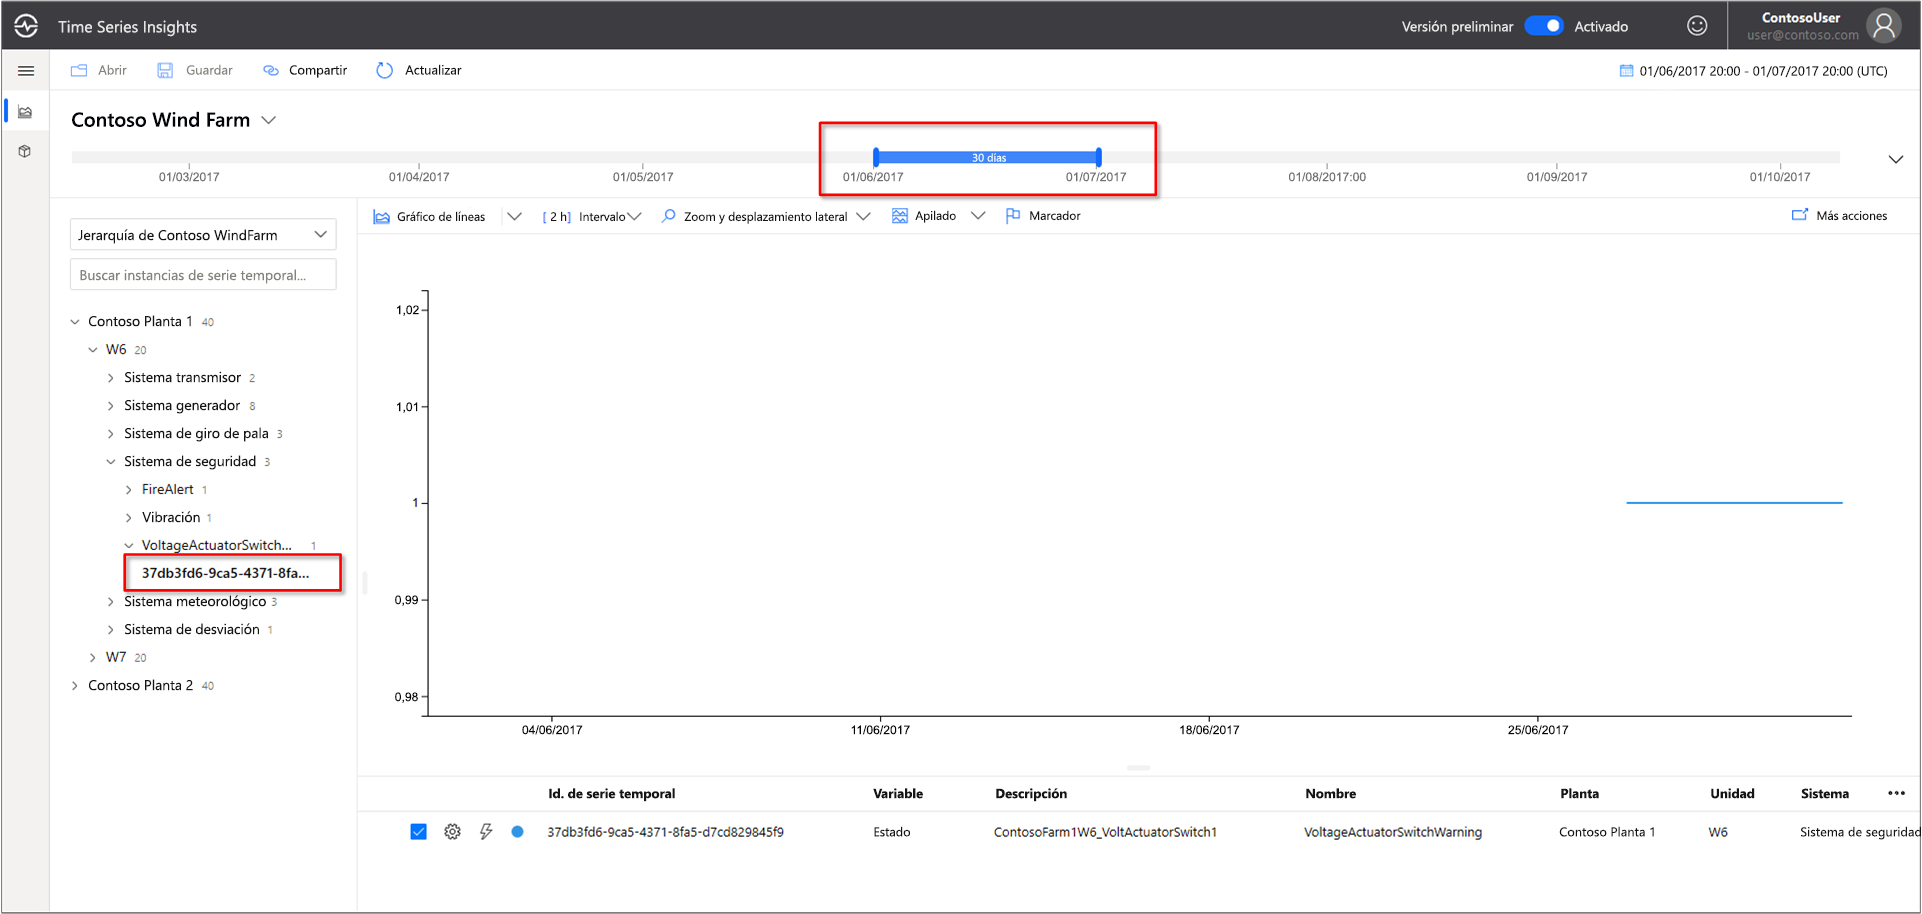 Time Series Insights
Versión preliminar Activado
ContosoUser
user@contoso.com
Abrir Guardar Compartir Actualizar 01/06/2017 20:00 - 01/07/2017 20:00 (UTC)
Contoso Wind Farm
30 días
01/03/2017 01/04/2017 01/05/2017 01/06/2017 01/07/2017 01/08/2017:00 01/09/2017 01/10/2017
Gráfico de líneas [ 2 h] Intervalo Zoom y desplazamiento lateral Apilado Marcador Más acciones
Jerarquía de Contoso WindFarm
Buscar instancias de serie temporal...
Contoso Planta 1 40
W6 20
Sistema transmisor 2
Sistema generador 8
Sistema de giro de pala 3
Sistema de seguridad 3
FireAlert 1
Vibración 1
VoltageActuatorSwitch... 1
37db3fd6-9ca5-4371-8fa...
Sistema meteorológico 3
Sistema de desviación 1
W7 20
Contoso Planta 2 40
1,02
1,01
1
0,99
0,98
04/06/2017 11/06/2017 18/06/2017 25/06/2017
Id. de serie temporal Variable Descripción Nombre Planta Unidad Sistema
37db3fd6-9ca5-4371-8fa5-d7cd829845f9 Estado ContosoFarm1W6_VoltActuatorSwitch1 VoltageActuatorSwitchWarning Contoso Planta 1 W6 Sistema de seguridad